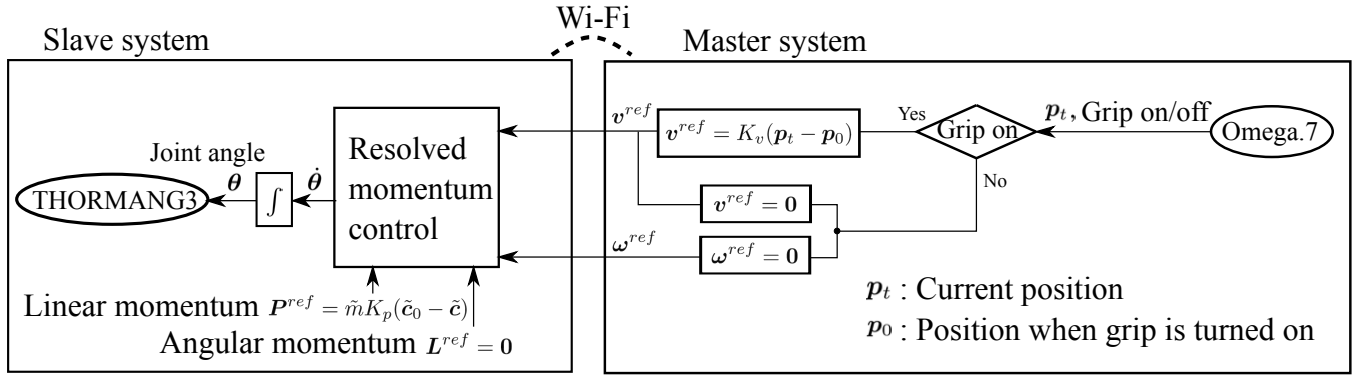 Wi-Fi
Slave system
Master system
Joint angle
THORMANG3
θ
∫
θ̇
Resolved
momentum
control
v^{ref}
v^{ref} = K_v(p_t − p_0)
Yes
Grip on
p_t, Grip on/off
Omega.7
No
v^{ref} = 0
ω^{ref}
ω^{ref} = 0
Linear momentum P^{ref} = m̃K_p(c̃_0 − c̃)
Angular momentum L^{ref} = 0
p_t : Current position
p_0 : Position when grip is turned on